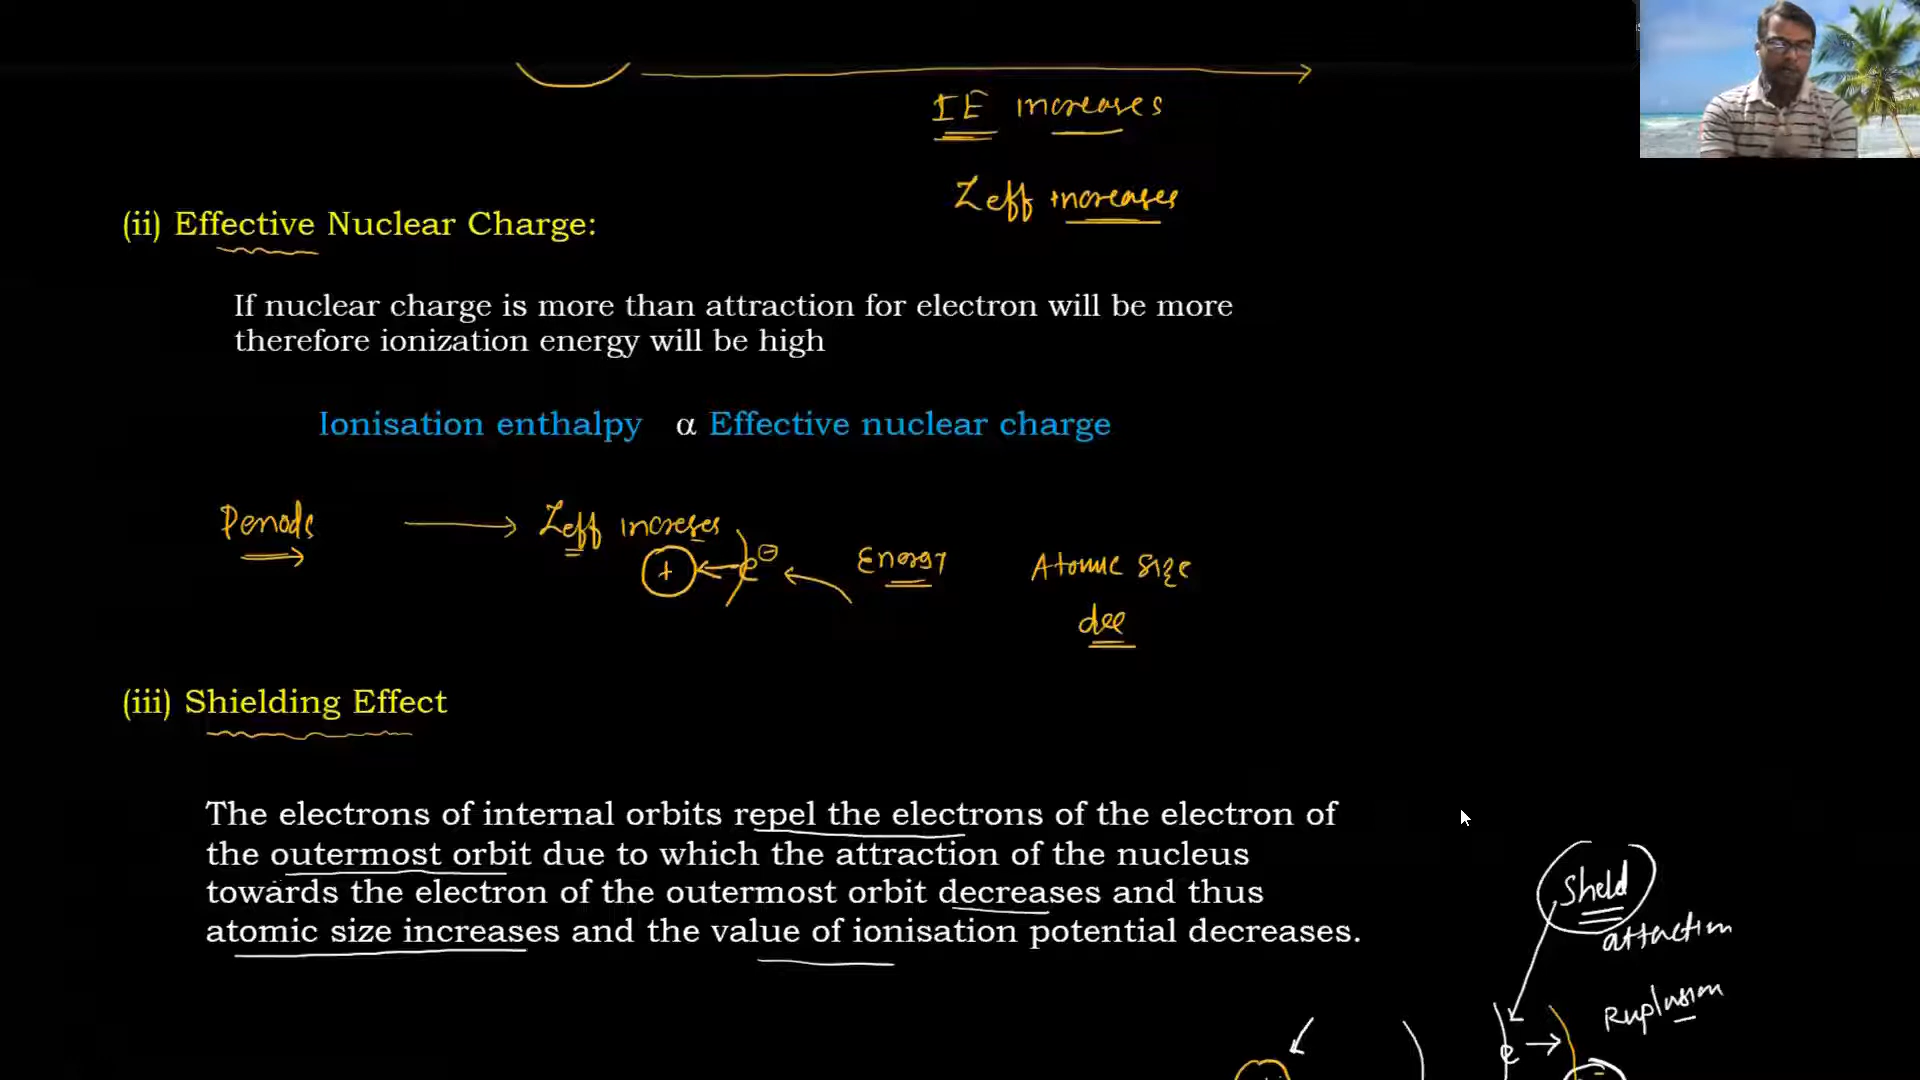 IE increases
Zeff increases
(ii) Effective Nuclear Charge:
If nuclear charge is more than attraction for electron will be more
therefore ionization energy will be high
Ionisation enthalpy α Effective nuclear charge
Periods → Zeff increses
+ ← e⊖
Energy
Atomic size
dee
(iii) Shielding Effect
The electrons of internal orbits repel the electrons of the electron of
the outermost orbit due to which the attraction of the nucleus
towards the electron of the outermost orbit decreases and thus
atomic size increases and the value of ionisation potential decreases.
Sheld
attaction
Ruplusion
e →